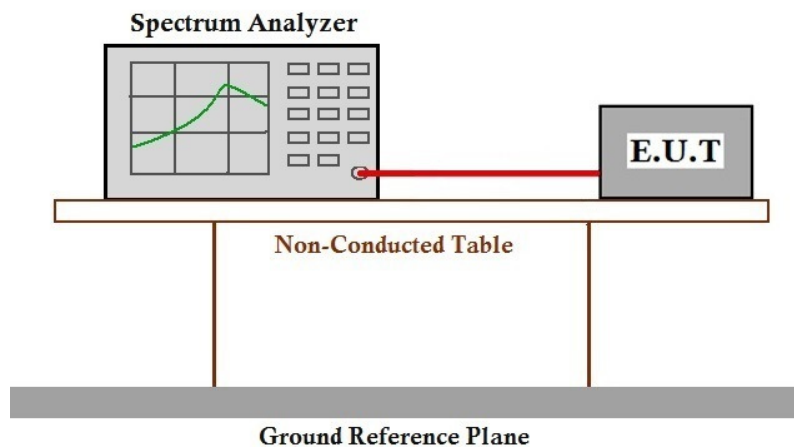 Spectrum Analyzer
E.U.T
Non-Conducted Table
Ground Reference Plane